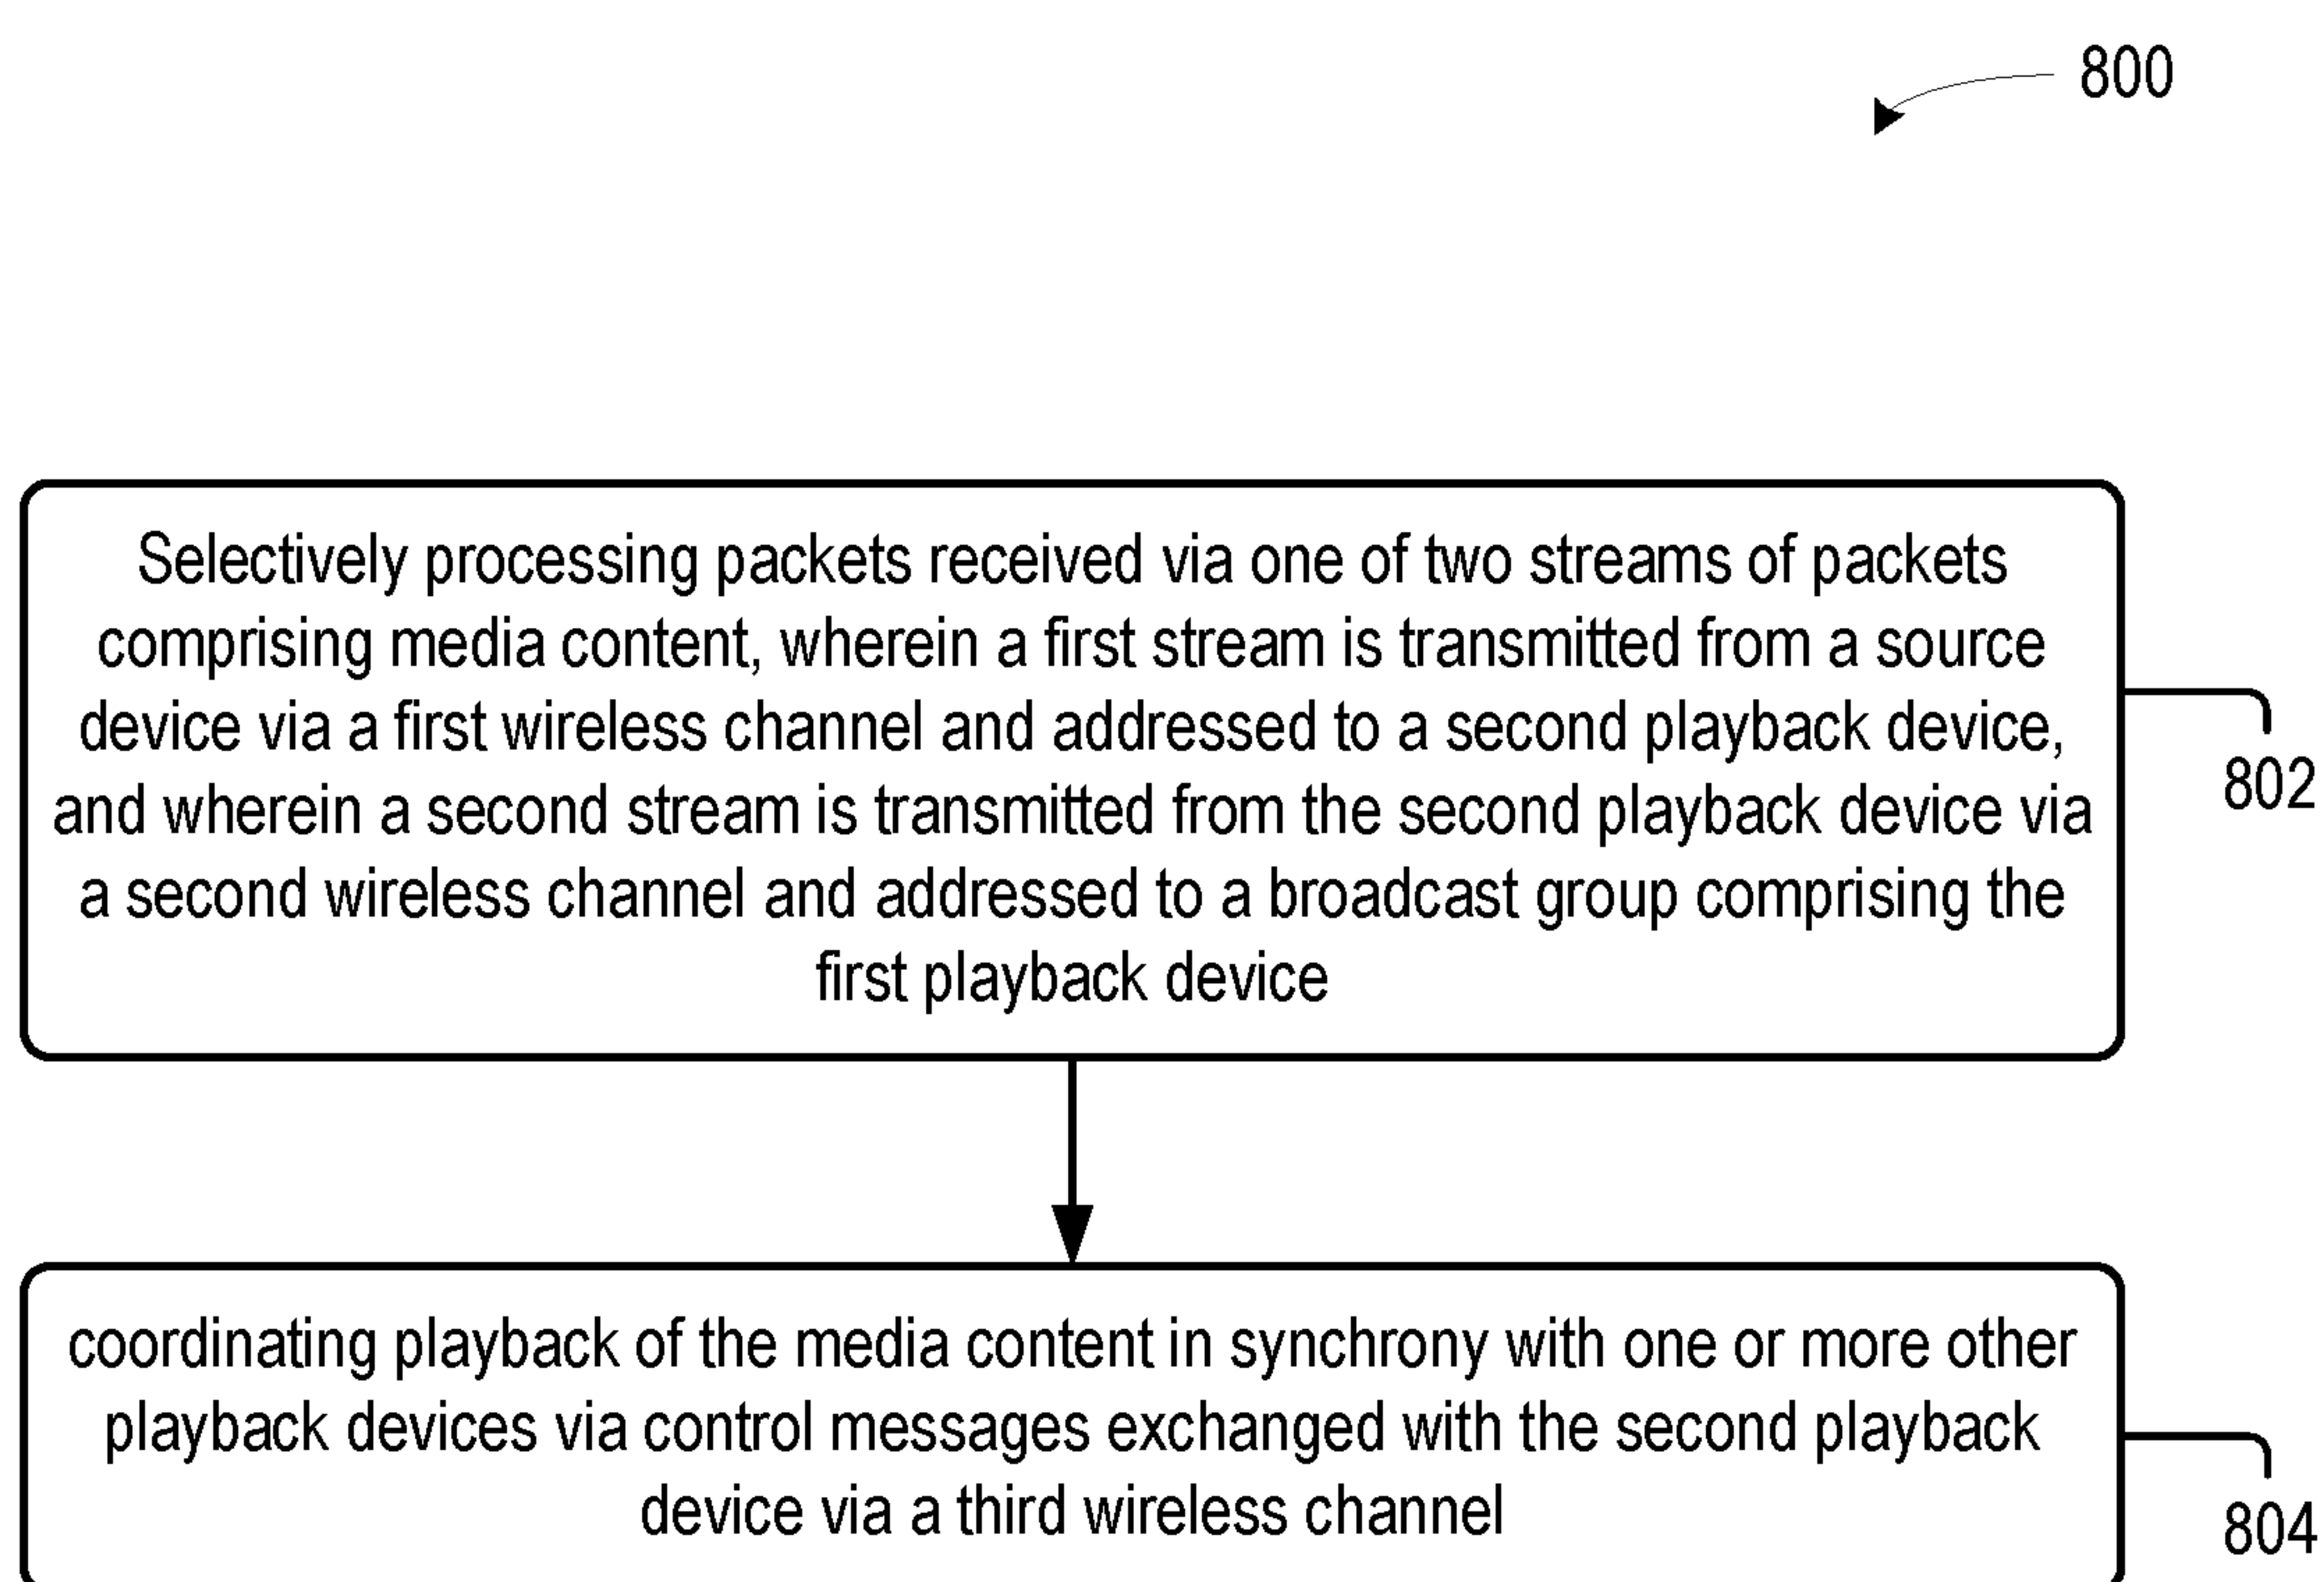 800
Selectively processing packets received via one of two streams of packets
comprising media content, wherein a first stream is transmitted from a source
device via a first wireless channel and addressed to a second playback device,
and wherein a second stream is transmitted from the second playback device via
a second wireless channel and addressed to a broadcast group comprising the
first playback device
802
coordinating playback of the media content in synchrony with one or more other
playback devices via control messages exchanged with the second playback
device via a third wireless channel
804